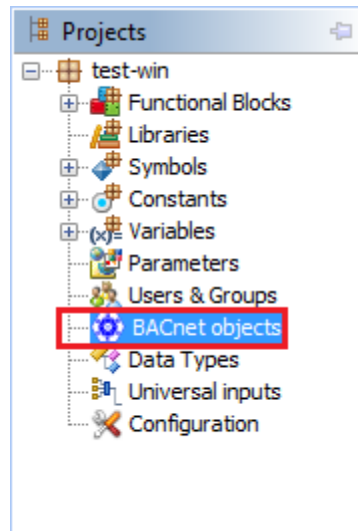 Projects
test-win
Functional Blocks
Libraries
Symbols
Constants
Variables
Parameters
Users & Groups
BACnet objects
Data Types
Universal inputs
Configuration